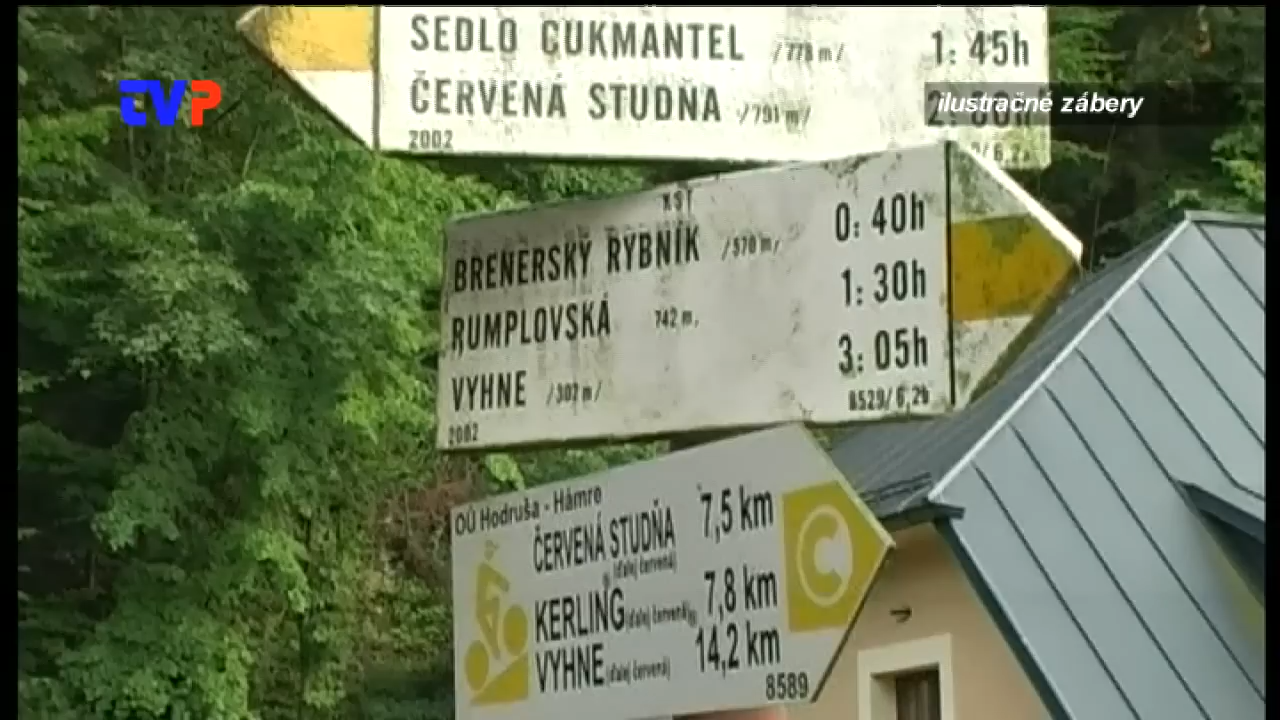 SEDLO CUKMANTEL /778 m/ 1:45h
ČERVENÁ STUDŇA /791 m/
2002
TVP
ilustračné zábery
KST
BRENERSKÝ RYBNÍK /570 m/ 0:40h
RUMPLOVSKÁ 742 m, 1:30h
VYHNE /302 m/ 3:05h
2002 8529/6,2b
OÚ Hodruša - Hámre
ČERVENÁ STUDŇA 7,5 km
(ďalej červená)
KERLING (ďalej červená) 7,8 km
VYHNE (ďalej červená) 14,2 km
C
8589